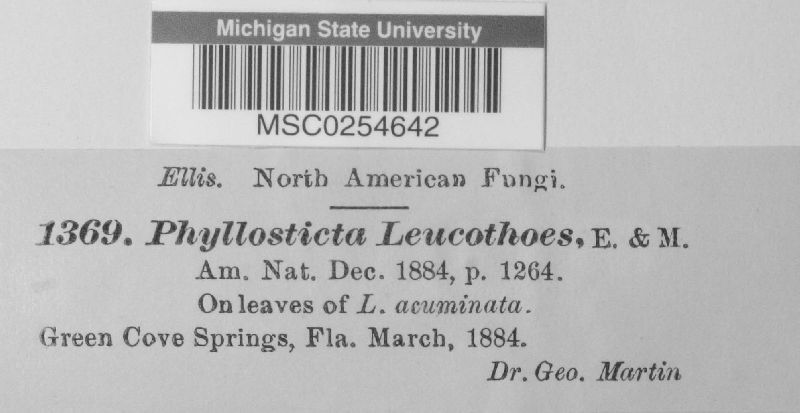 Michigan State University
MSC0254642
Ellis. North American Fungi.
1369. Phyllosticta Leucothoes, E. & M.
Am. Nat. Dec. 1884, p. 1264.
On leaves of L. acuminata.
Green Cove Springs, Fla. March, 1884.
Dr. Geo. Martin